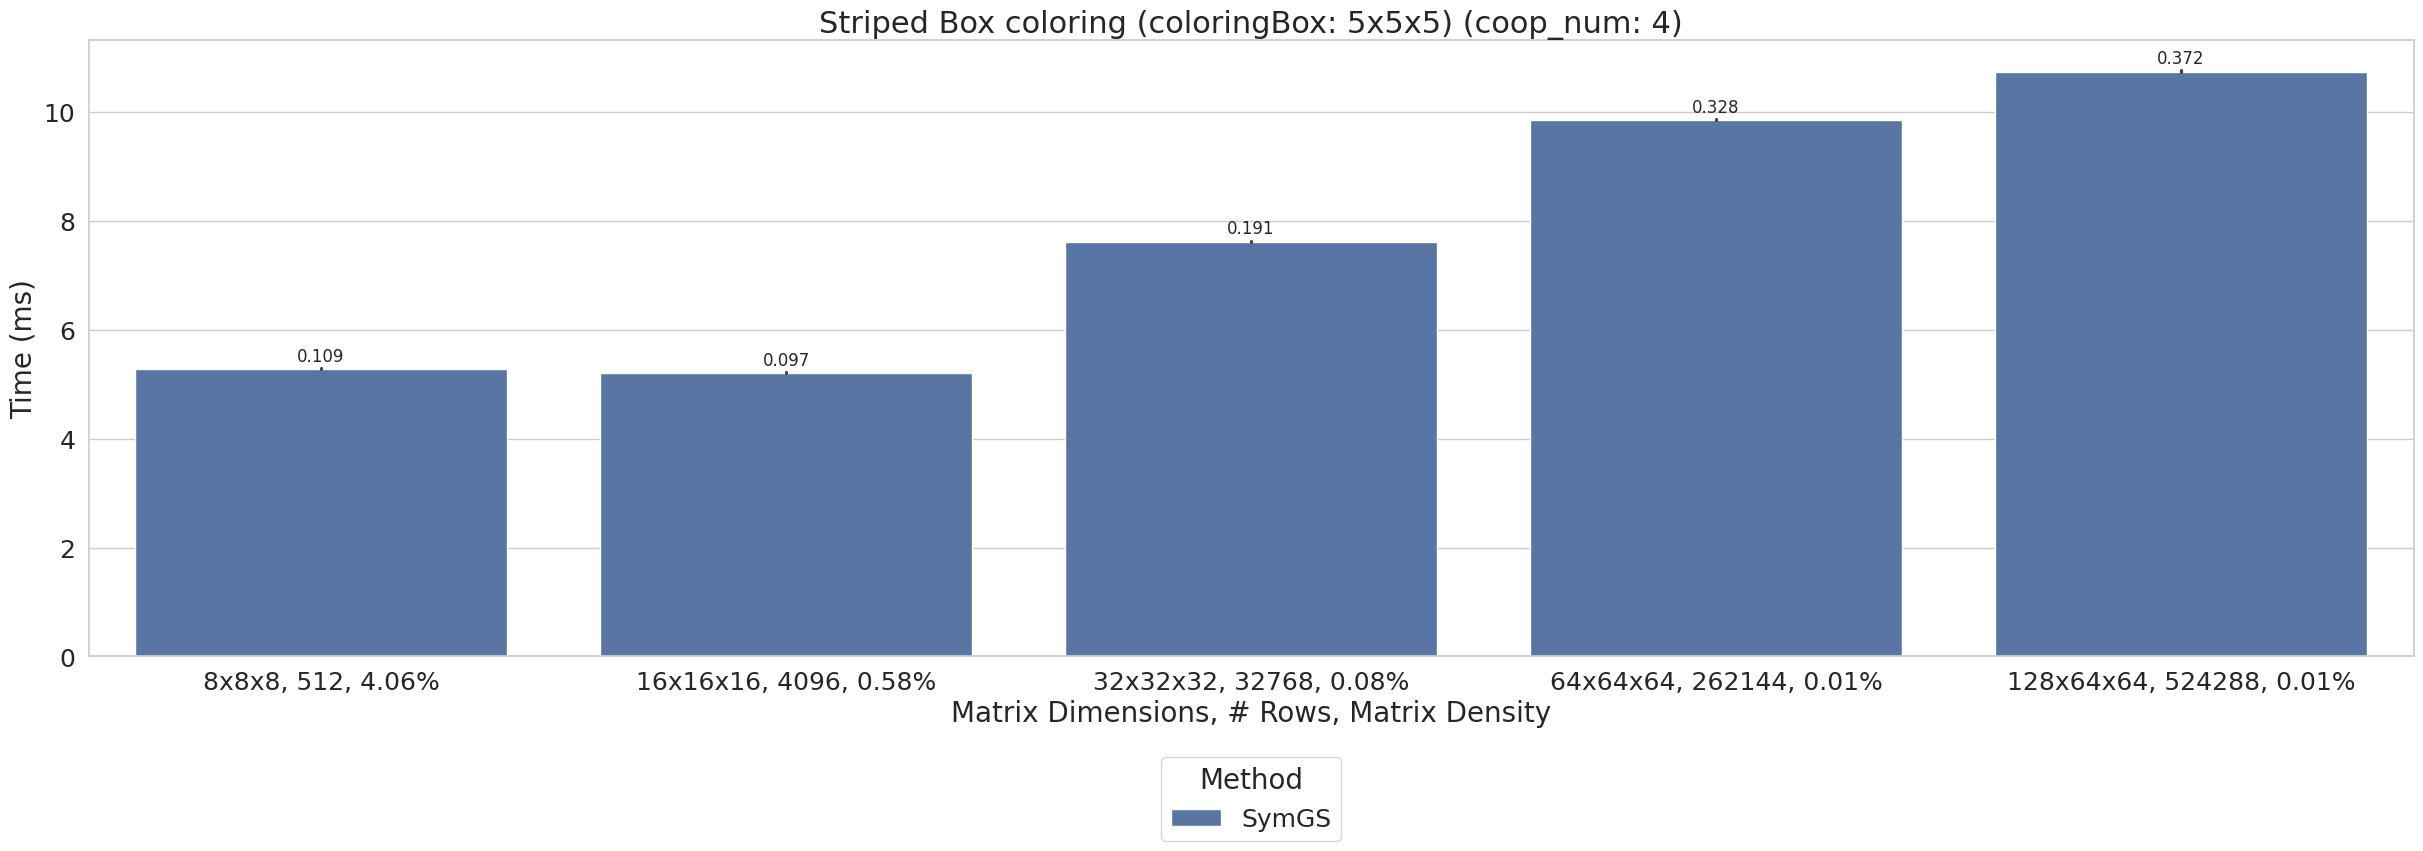 Striped Box coloring (coloringBox: 5x5x5) (coop_num: 4)
0.372
0.328
0.191
0.109
0.097
Time (ms)
10
8
6
4
2
0
8x8x8, 512, 4.06%
16x16x16, 4096, 0.58%
32x32x32, 32768, 0.08%
64x64x64, 262144, 0.01%
128x64x64, 524288, 0.01%
Matrix Dimensions, # Rows, Matrix Density
Method
SymGS